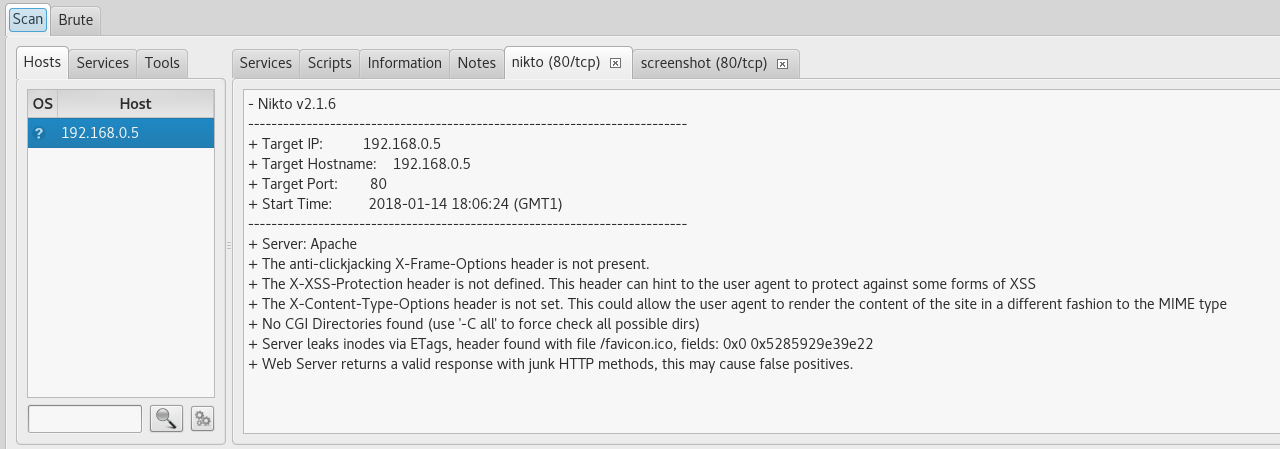 Scan Brute
Hosts Services Tools
OS Host
? 192.168.0.5
Services Scripts Information Notes nikto (80/tcp) screenshot (80/tcp)
- Nikto v2.1.6
---------------------------------------------------------------------------
+ Target IP: 192.168.0.5
+ Target Hostname: 192.168.0.5
+ Target Port: 80
+ Start Time: 2018-01-14 18:06:24 (GMT1)
---------------------------------------------------------------------------
+ Server: Apache
+ The anti-clickjacking X-Frame-Options header is not present.
+ The X-XSS-Protection header is not defined. This header can hint to the user agent to protect against some forms of XSS
+ The X-Content-Type-Options header is not set. This could allow the user agent to render the content of the site in a different fashion to the MIME type
+ No CGI Directories found (use '-C all' to force check all possible dirs)
+ Server leaks inodes via ETags, header found with file /favicon.ico, fields: 0x0 0x5285929e39e22
+ Web Server returns a valid response with junk HTTP methods, this may cause false positives.